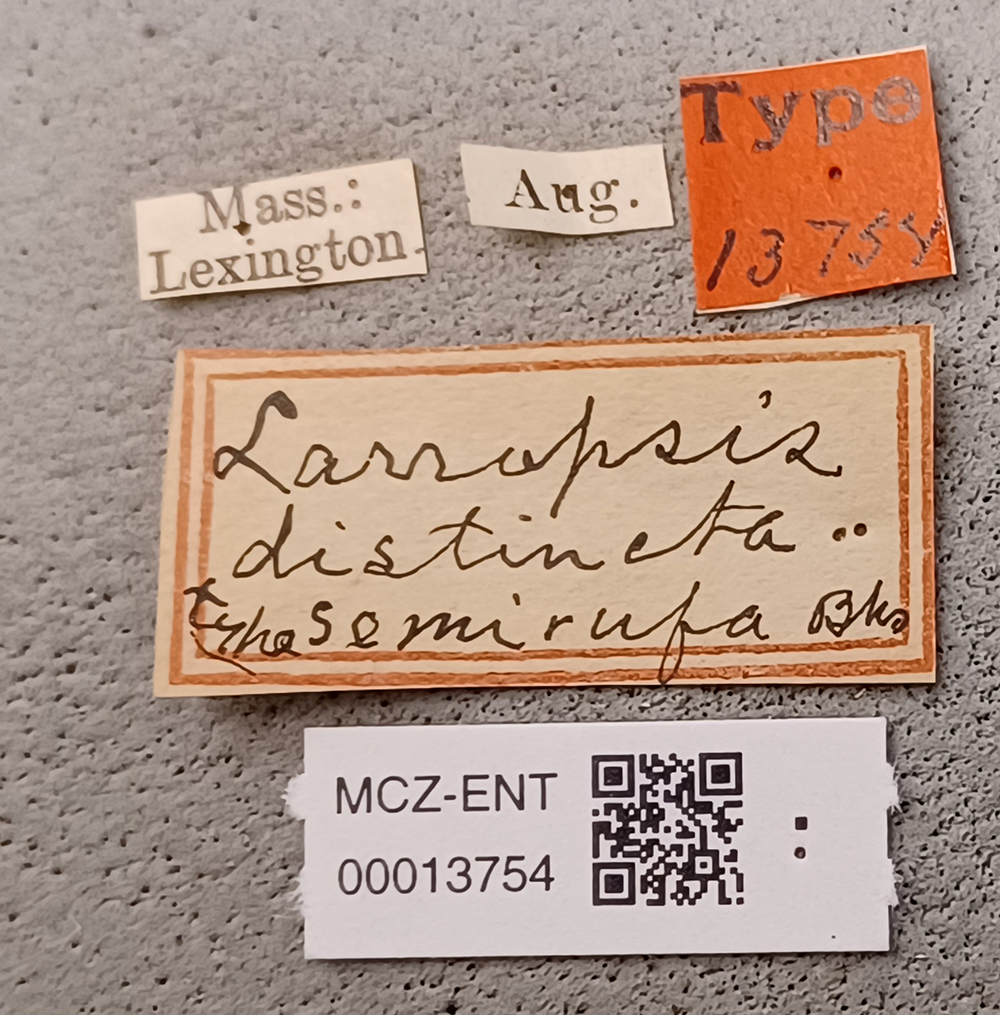 Mass.:
Lexington.
Aug.
Type
13754
Larropsis
distincta..
type semirufa Bks
MCZ-ENT
00013754